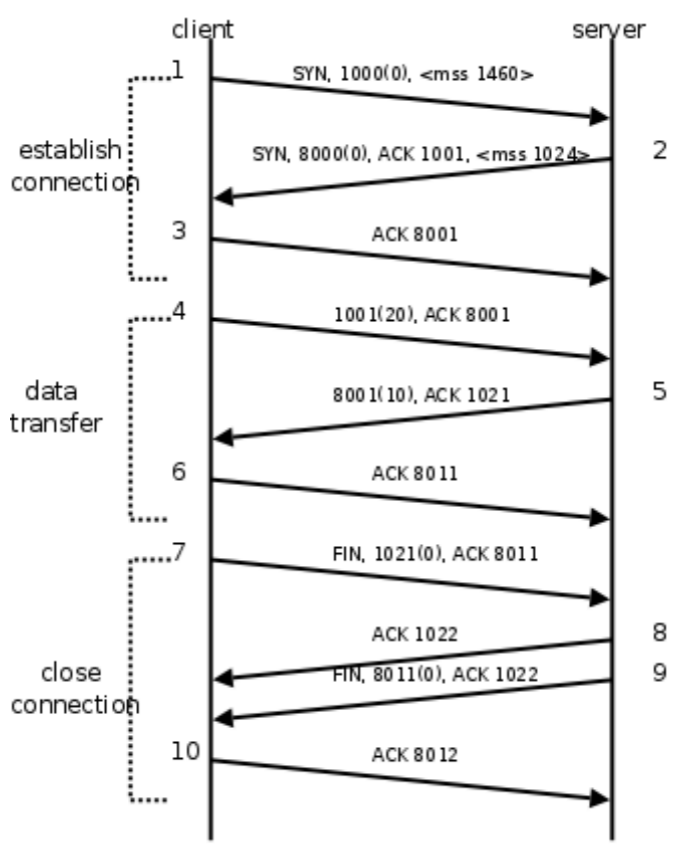 client
server
1
SYN, 1000(0), <mss 1460>
establish
connection
SYN, 8000(0), ACK 1001, <mss 1024>
2
3
ACK 8001
4
1001(20), ACK 8001
data
transfer
8001(10), ACK 1021
5
6
ACK 8011
7
FIN, 1021(0), ACK 8011
ACK 1022
8
close
connection
FIN, 8011(0), ACK 1022
9
10
ACK 8012